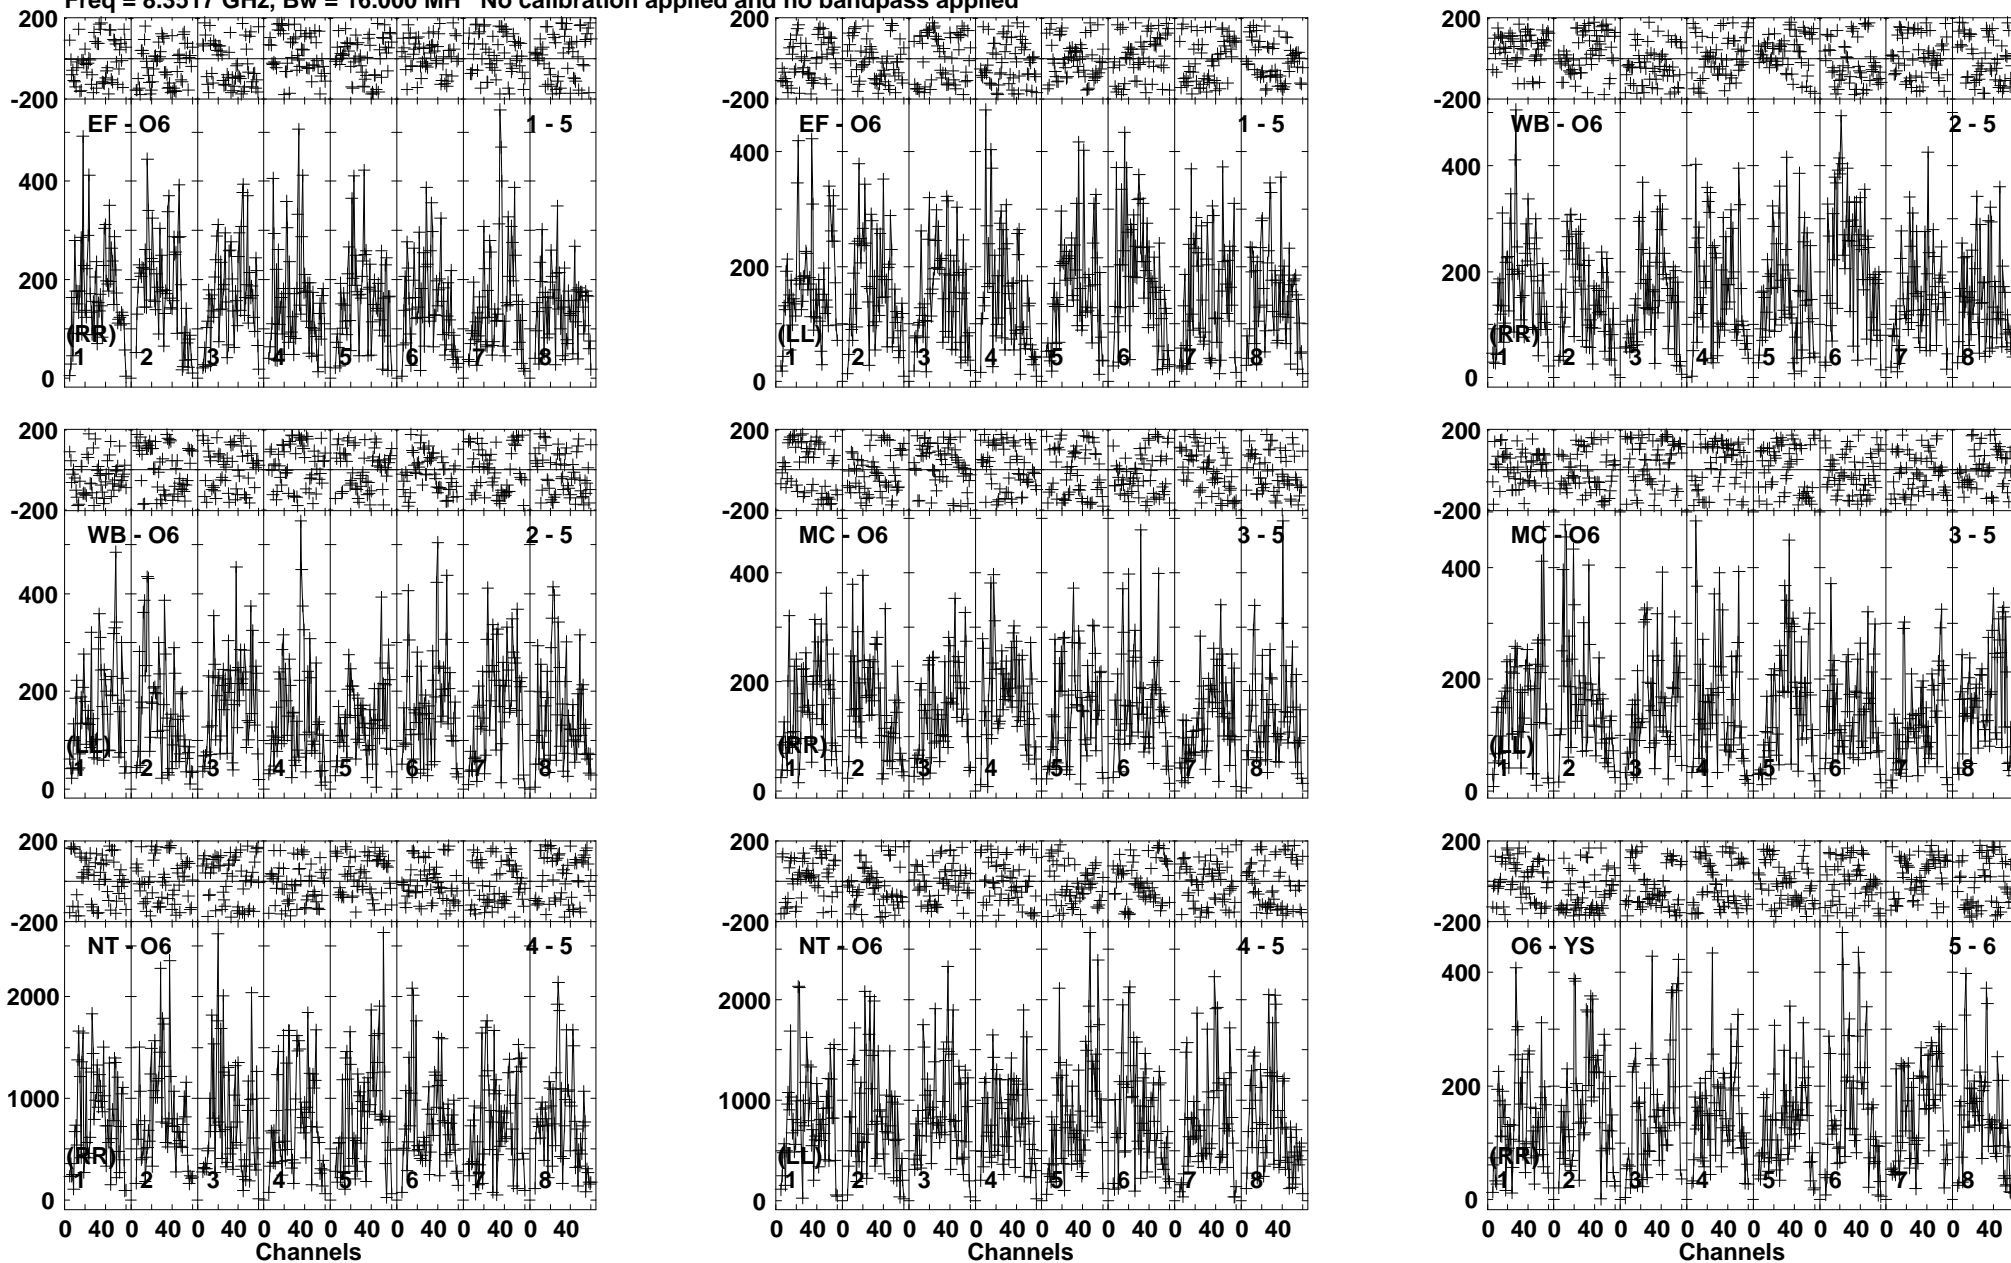 Freq = 8.3517 GHz, Bw = 16.000 MH No calibration applied and no bandpass applied
200 200 200
-200 -200 -200
EF - O6 1 - 5 EF - O6 1 - 5 WB - O6 2 - 5
400 400 400
200 200 200
(RR) (LL) (RR)
1 2 3 4 5 6 7 8 1 2 3 4 5 6 7 8 1 2 3 4 5 6 7 8
0 0 0
200 200 200
-200 -200 -200
WB - O6 2 - 5 MC - O6 3 - 5 MC - O6 3 - 5
400 400 400
200 200 200
(LL) (RR) (LL)
1 2 3 4 5 6 7 8 1 2 3 4 5 6 7 8 1 2 3 4 5 6 7 8
0 0 0
200 200 200
-200 -200 -200
NT - O6 4 - 5 NT - O6 4 - 5 O6 - YS 5 - 6
2000 2000 400
1000 1000 200
(RR) (LL) (RR)
1 2 3 4 5 6 7 8 1 2 3 4 5 6 7 8 1 2 3 4 5 6 7 8
0 0 0
0 40 0 40 0 40 0 40 0 40 0 40 0 40 0 40 0 40 0 40 0 40 0 40 0 40 0 40 0 40 0 40 0 40 0 40 0 40 0 40 0 40 0 40 0 40 0 40
Channels Channels Channels